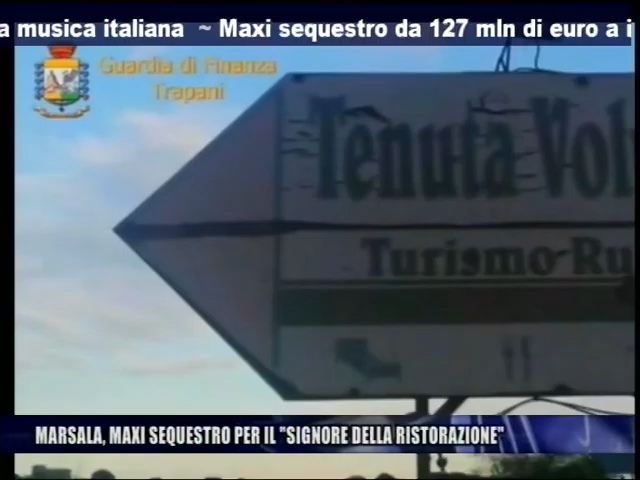 a musica italiana ~ Maxi sequestro da 127 mln di euro a i
Guardia di Finanza
Trapani
Tenuta Vol
Turismo-Ru
MARSALA, MAXI SEQUESTRO PER IL "SIGNORE DELLA RISTORAZIONE"